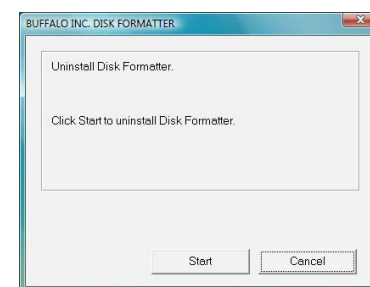 BUFFALO INC. DISK FORMATTER
Uninstall Disk Formatter.
Click Start to uninstall Disk Formatter.
Start
Cancel